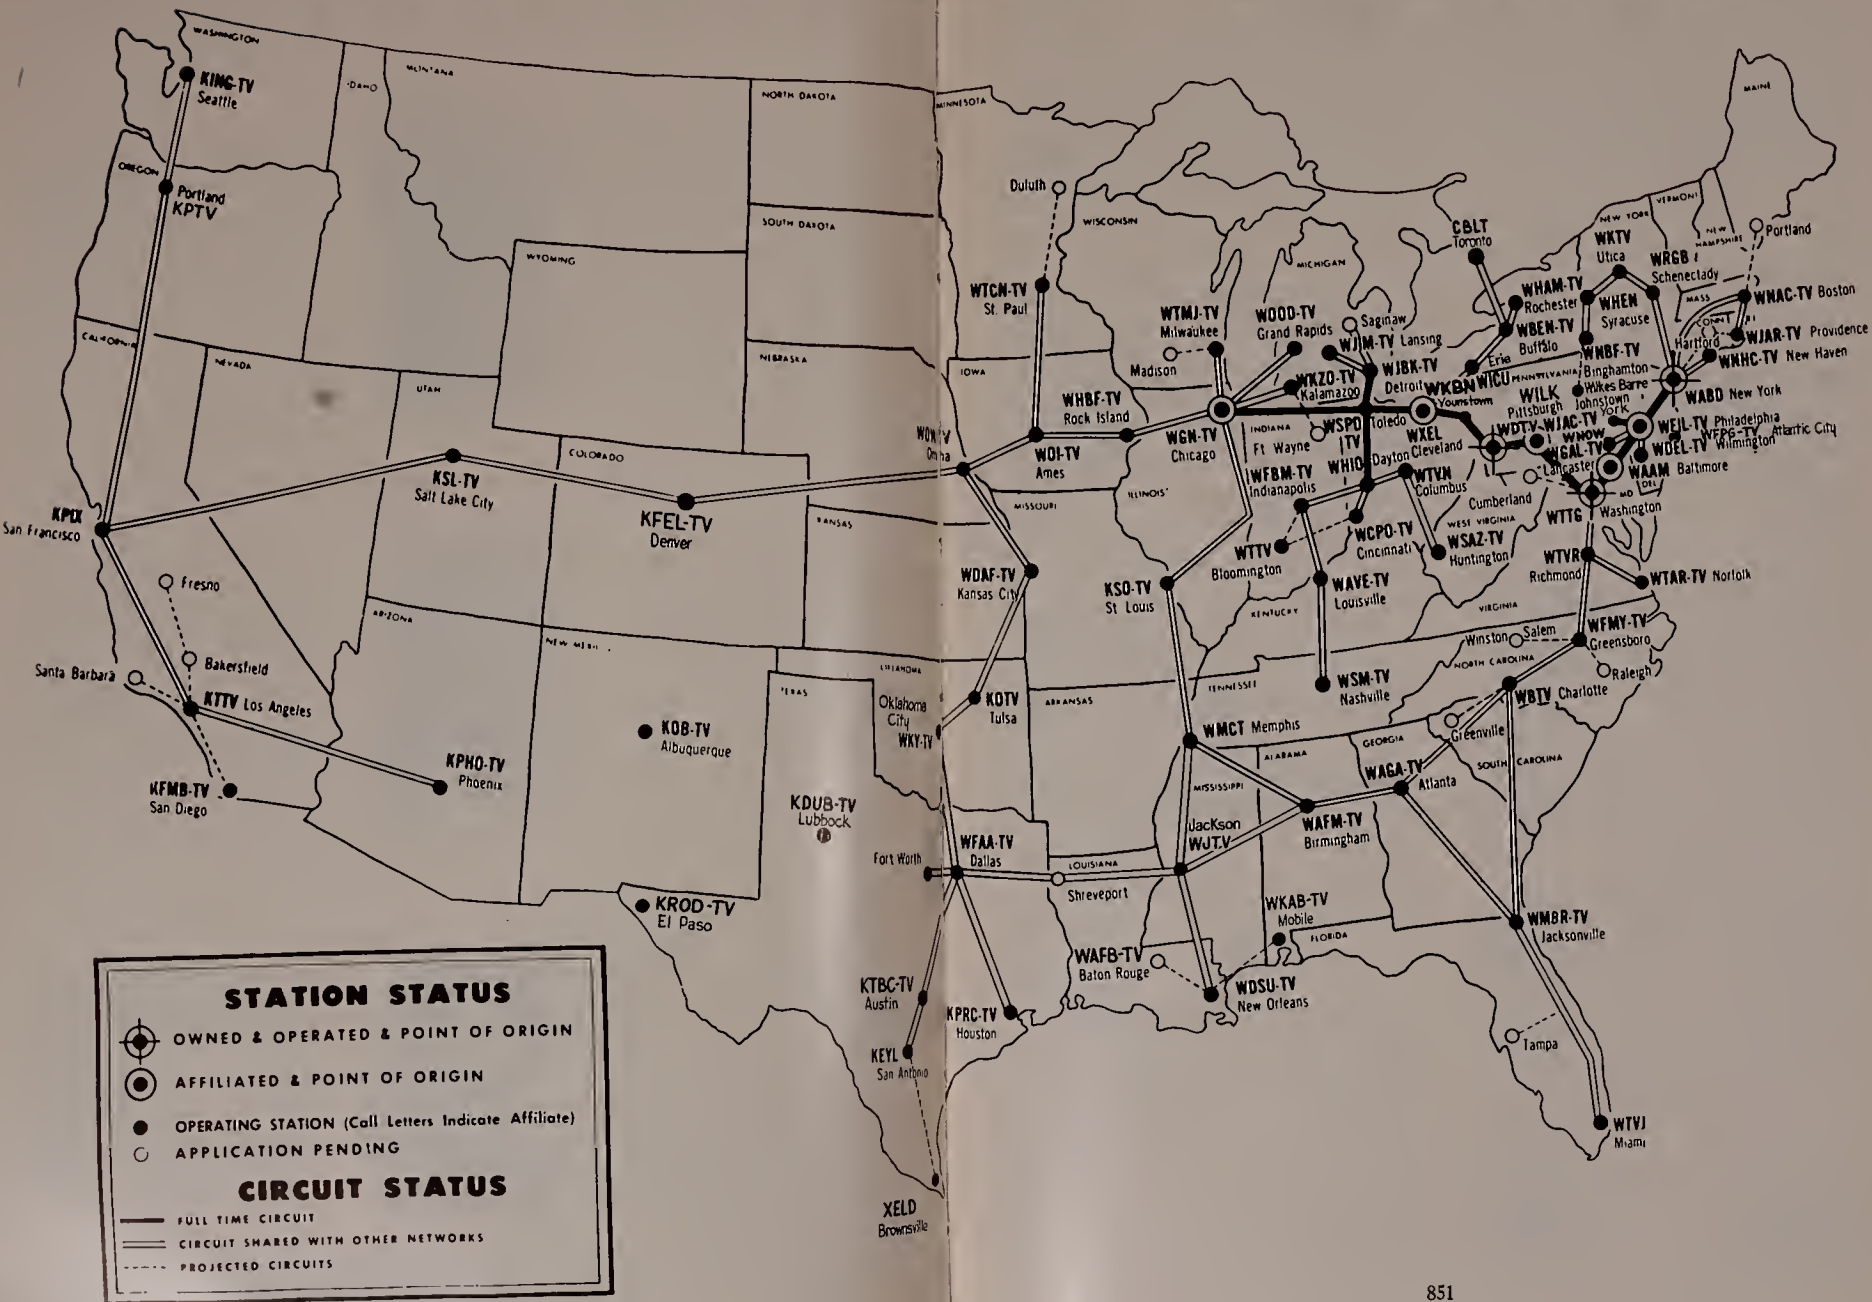 WASHINGTON
KING-TV
Seattle
OREGON
Portland
KPTV
MONTANA
NORTH DAKOTA
SOUTH DAKOTA
WYOMING
NEBRASKA
CALIFORNIA
NEVADA
UTAH
COLORADO
KANSAS
KPIX
San Francisco
KSL-TV
Salt Lake City
KFEL-TV
Denver
Fresno
Bakersfield
Santa Barbara
KTTV Los Angeles
KFMB-TV
San Diego
KPHO-TV
Phoenix
ARIZONA
KOB-TV
Albuquerque
KROD-TV
El Paso
KDUB-TV
Lubbock
Oklahoma
City
WKY-TV
KOTV
Tulsa
MINNESOTA
Duluth
WISCONSIN
WTCN-TV
St. Paul
IOWA
WOI-TV
Ames
WHBF-TV
Rock Island
MISSOURI
WDAF-TV
Kansas City
ARKANSAS
WTMJ-TV
Milwaukee
Madison
WOOD-TV
Grand Rapids
MICHIGAN
Saginaw
WJIM-TV Lansing
WJBK-TV
Detroit
WKZO-TV
Kalamazoo
WGN-TV
Chicago
ILLINOIS
INDIANA
Ft Wayne
WSPD
TV
Toledo
WXEL
Cleveland
WKBN
Younstown
WICU
Erie
WFBM-TV
Indianapolis
WHIO
Dayton
WTVN
Columbus
WTTV
Bloomington
WCPO-TV
Cincinnati
WSAZ-TV
Huntington
WAVE-TV
Louisville
KENTUCKY
WEST VIRGINIA
VIRGINIA
KSD-TV
St Louis
WSM-TV
Nashville
TENNESSEE
WMCT Memphis
MISSISSIPPI
ALABAMA
GEORGIA
CBLT
Toronto
WHAM-TV
Rochester
WBEN-TV
Buffalo
WKTV
Utica
WHEN
Syracuse
WRGB
Schenectady
NEW YORK
VERMONT
NEW
HAMPSHIRE
MAINE
Portland
MASS
CONN
RI
WNAC-TV Boston
WJAR-TV Providence
Hartford
WNHC-TV New Haven
WNBF-TV
Binghamton
PENNSYLVANIA
WILK
Wilkes Barre
WABD New York
WDTV
Pittsburgh
WJAC-TV
Johnstown
WNOW
York
WGAL-TV
Lancaster
WFIL-TV Philadelphia
WFPG-TV Atlantic City
WDEL-TV Wilmington
WAAM Baltimore
MD
DEL
Cumberland
WTTG
Washington
WTVR
Richmond
WTAR-TV Norfolk
WFMY-TV
Greensboro
Winston Salem
Raleigh
NORTH CAROLINA
WBTV Charlotte
Greenville
SOUTH CAROLINA
WAGA-TV
Atlanta
WAFM-TV
Birmingham
Jackson
WJTV
LOUISIANA
Shreveport
WFAA-TV
Dallas
Fort Worth
KTBC-TV
Austin
KPRC-TV
Houston
KEYL
San Antonio
XELD
Brownsville
WAFB-TV
Baton Rouge
WDSU-TV
New Orleans
WKAB-TV
Mobile
FLORIDA
WMBR-TV
Jacksonville
Tampa
WTVJ
Miami
STATION STATUS
OWNED & OPERATED & POINT OF ORIGIN
AFFILIATED & POINT OF ORIGIN
OPERATING STATION (Call Letters Indicate Affiliate)
APPLICATION PENDING
CIRCUIT STATUS
FULL TIME CIRCUIT
CIRCUIT SHARED WITH OTHER NETWORKS
PROJECTED CIRCUITS
851